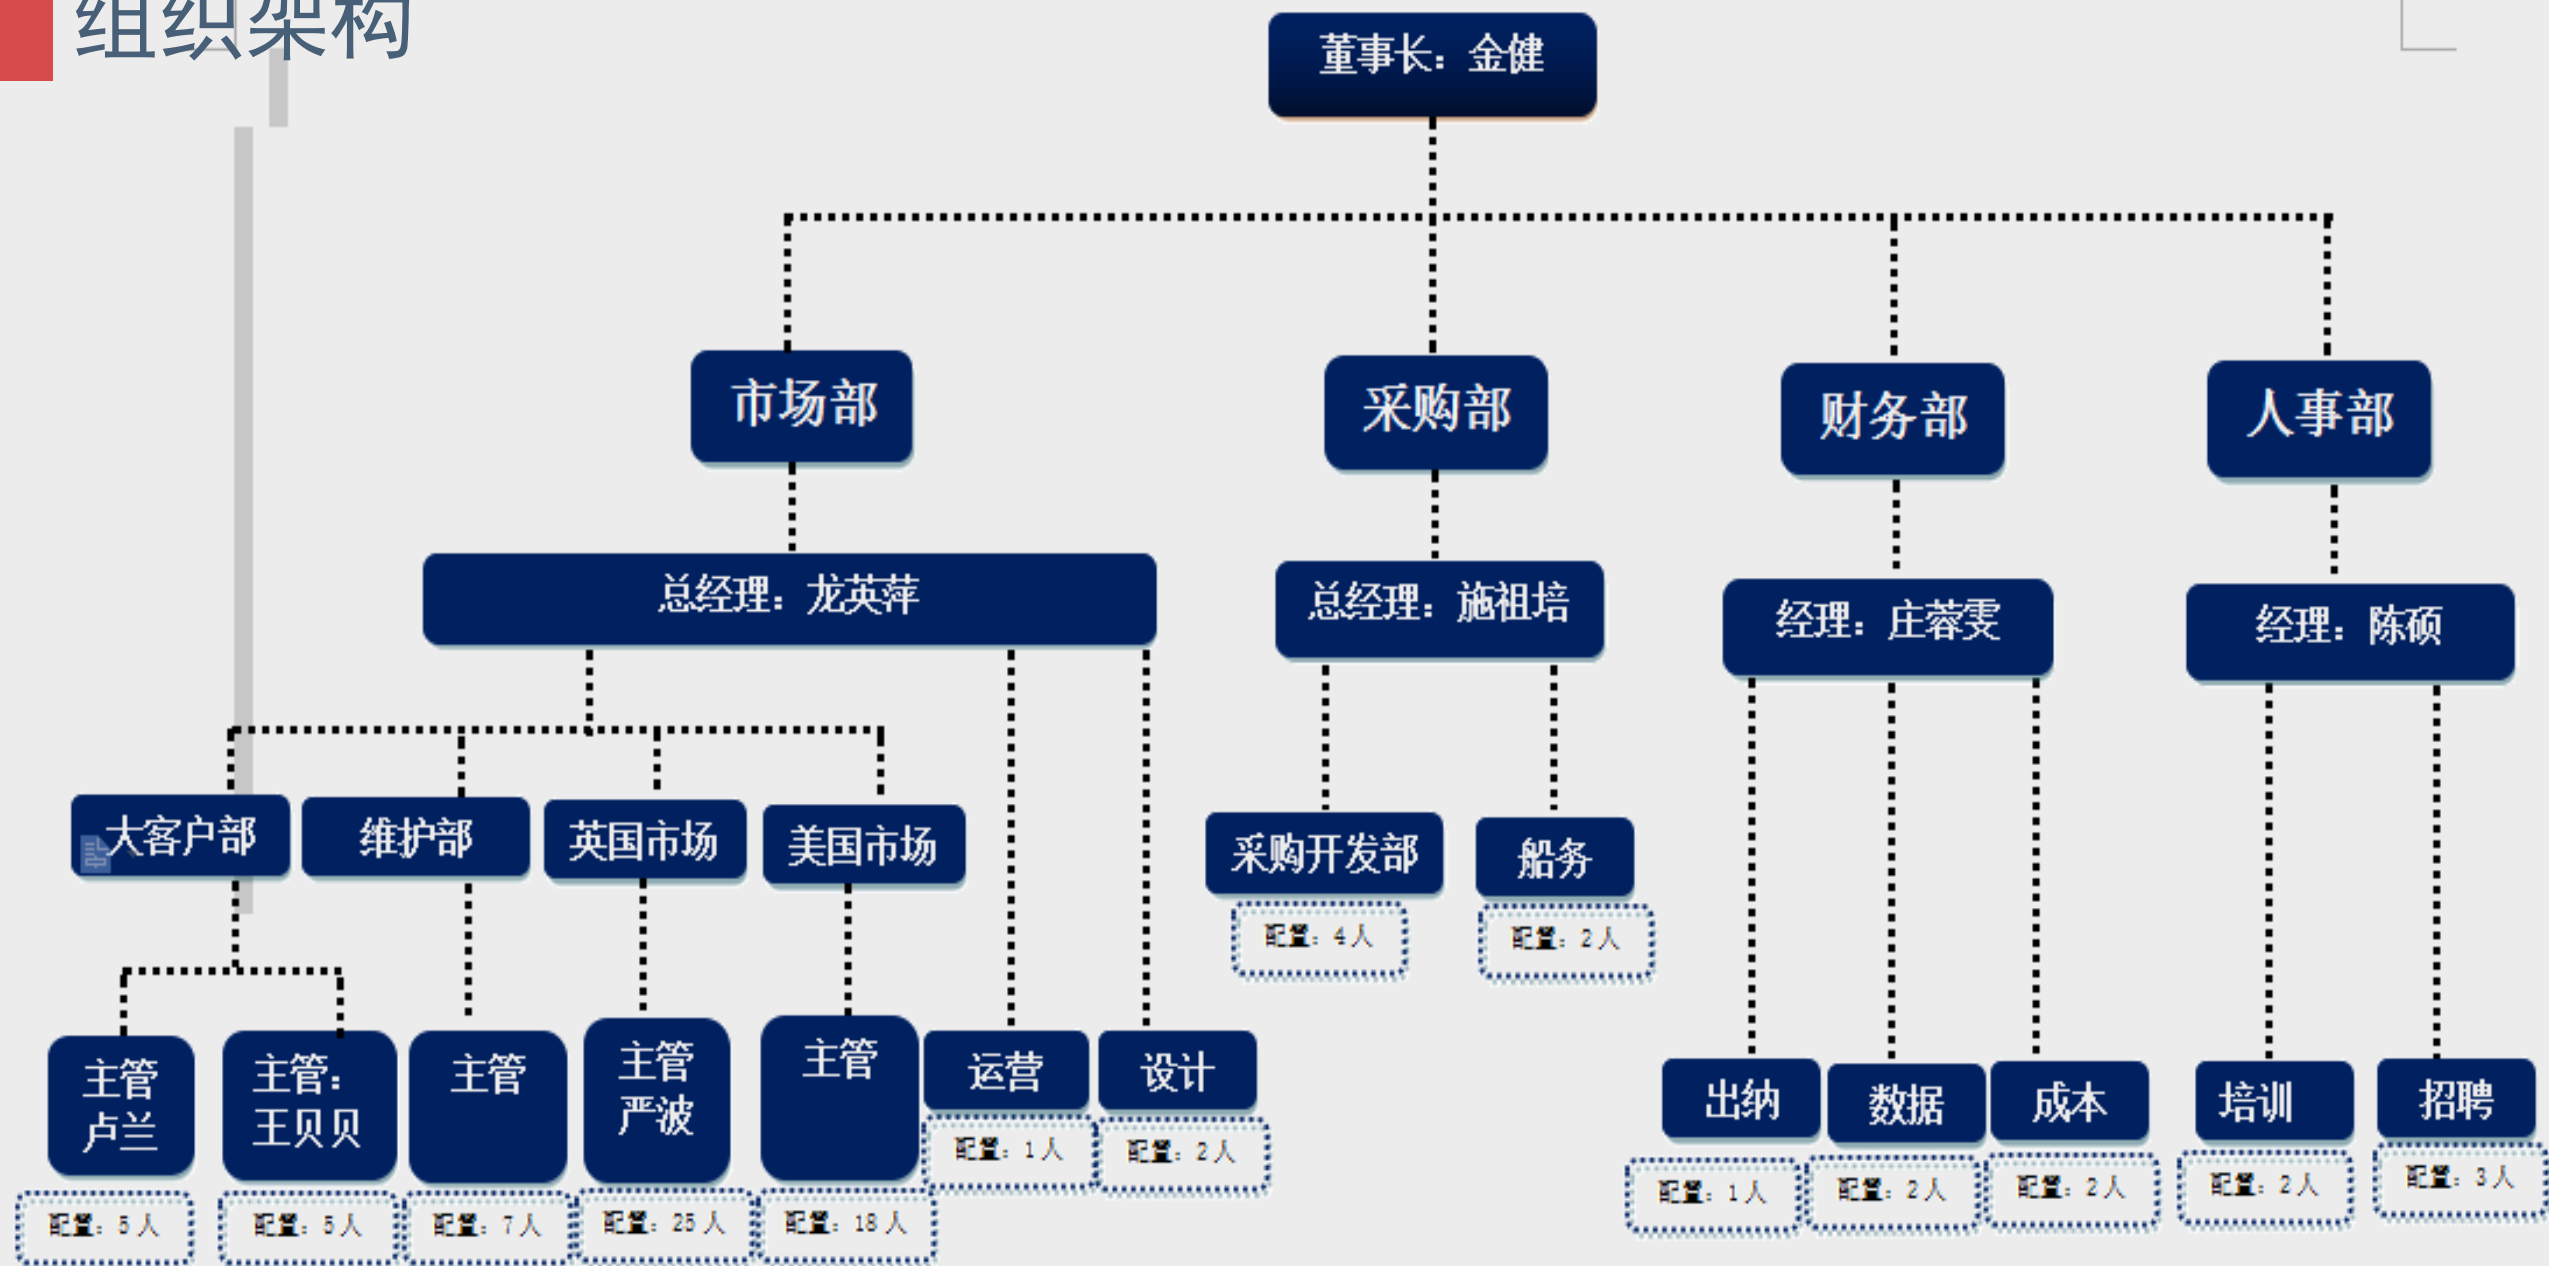 组织架构
董事长：金健
市场部
采购部
财务部
人事部
总经理：龙英萍
总经理：施祖培
经理：庄蓉雯
经理：陈硕
大客户部
维护部
英国市场
美国市场
采购开发部
船务
配置：4人
配置：2人
主管
卢兰
主管：
王贝贝
主管
主管
严波
主管
运营
设计
出纳
数据
成本
培训
招聘
配置：5人
配置：5人
配置：7人
配置：25人
配置：18人
配置：1人
配置：2人
配置：1人
配置：2人
配置：2人
配置：2人
配置：3人